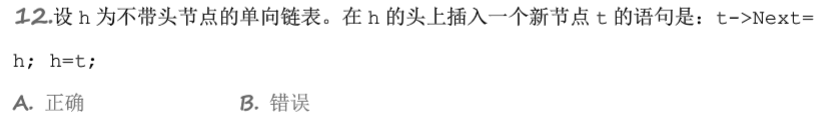 12.设 h 为不带头节点的单向链表。在 h 的头上插入一个新节点 t 的语句是：t->Next=
h; h=t;
A. 正确 B. 错误